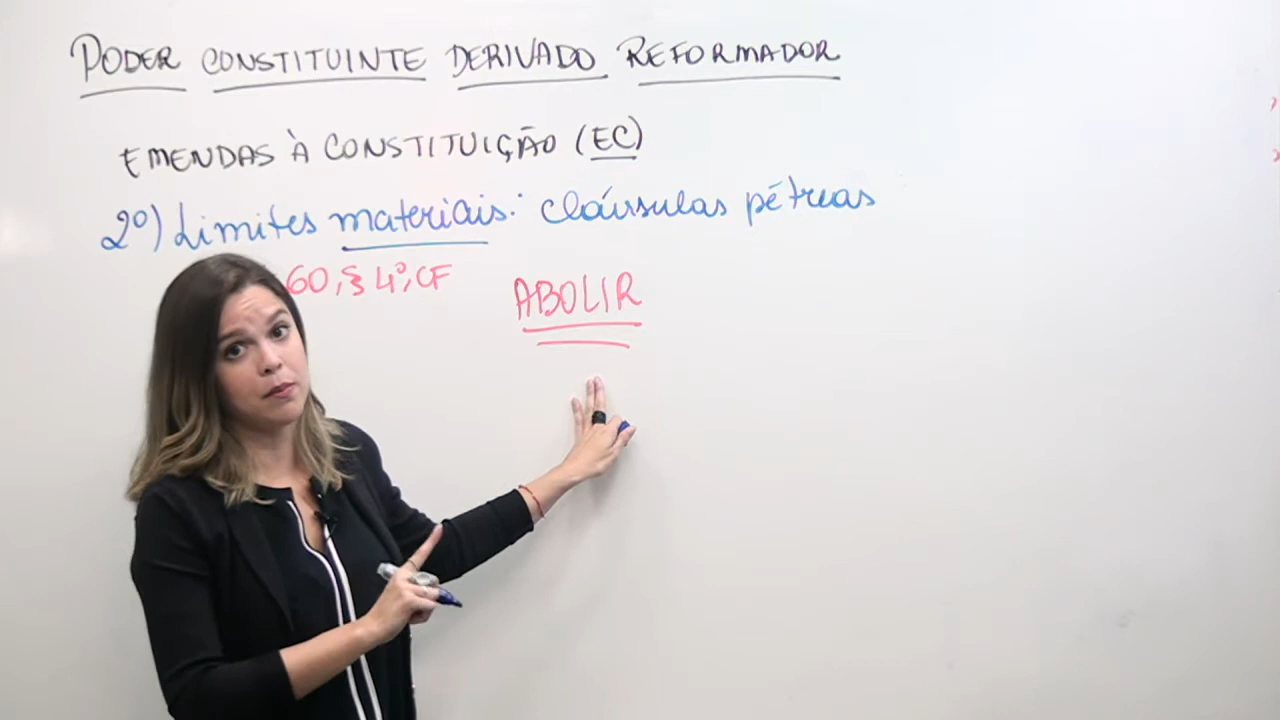 PODER CONSTITUINTE DERIVADO REFORMADOR
EMENDAS À CONSTITUIÇÃO (EC)
2º) Limites materiais: cláusulas pétreas
60, § 4º, CF
ABOLIR